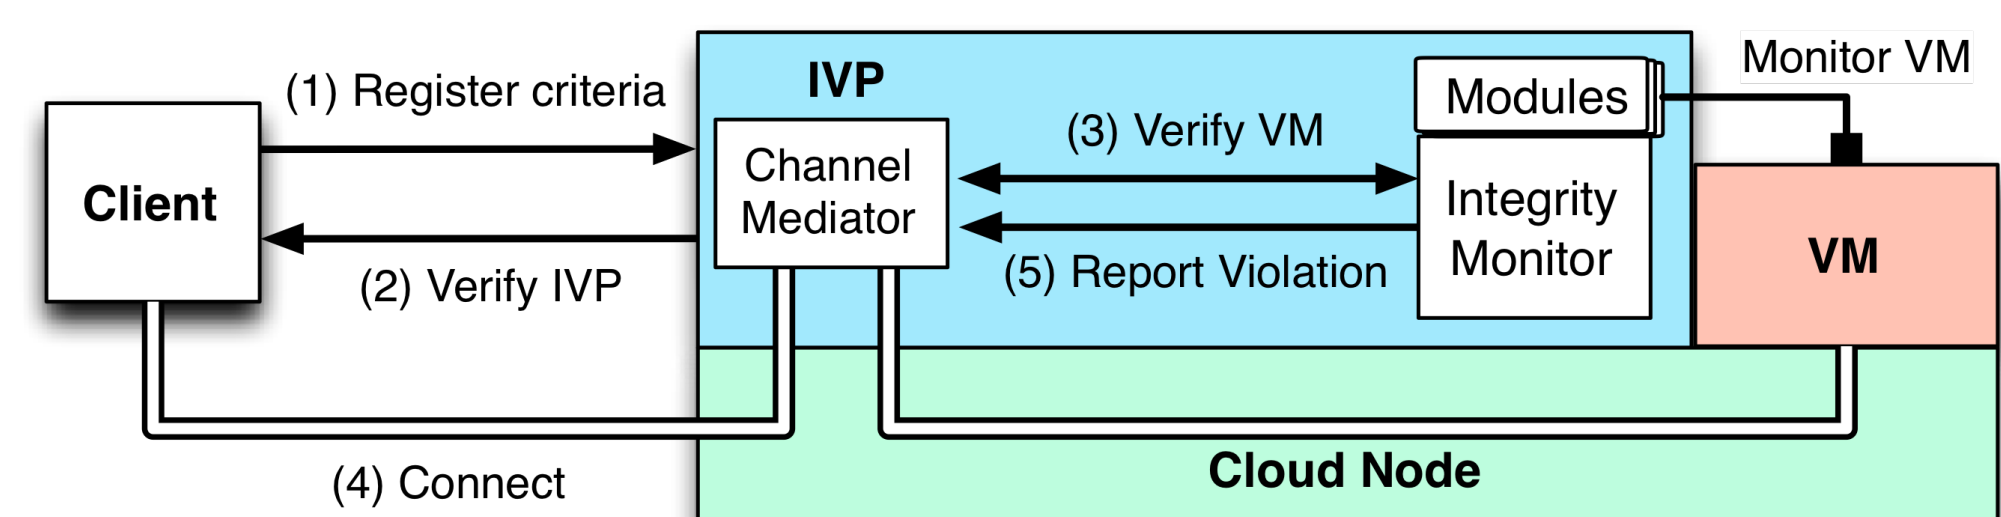 Monitor VM
(1) Register criteria
IVP
Modules
(3) Verify VM
Channel
Mediator
Client
Integrity
Monitor
VM
(2) Verify IVP
(5) Report Violation
Cloud Node
(4) Connect